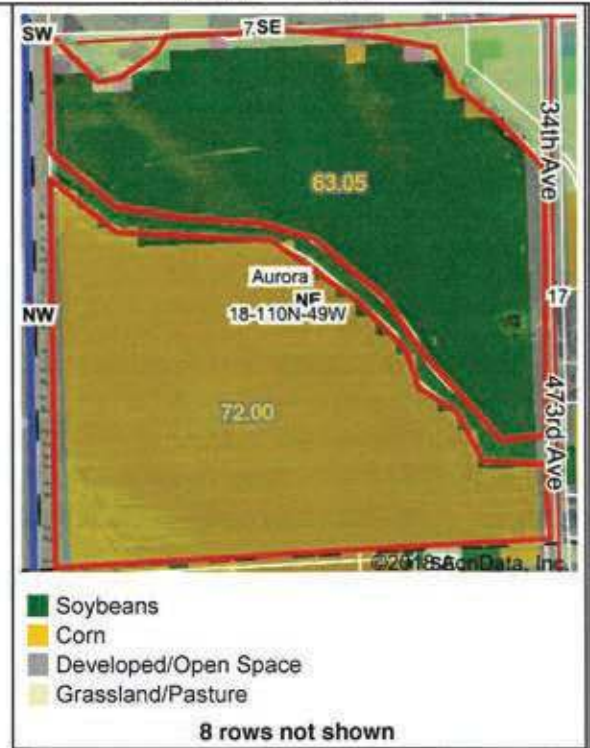 SW
7 SE
34th Ave
63.05
Aurora
17
NW
18-110N-49W
72.00
473rd Ave
Soybeans
Corn
Developed/Open Space
Grassland/Pasture
8 rows not shown